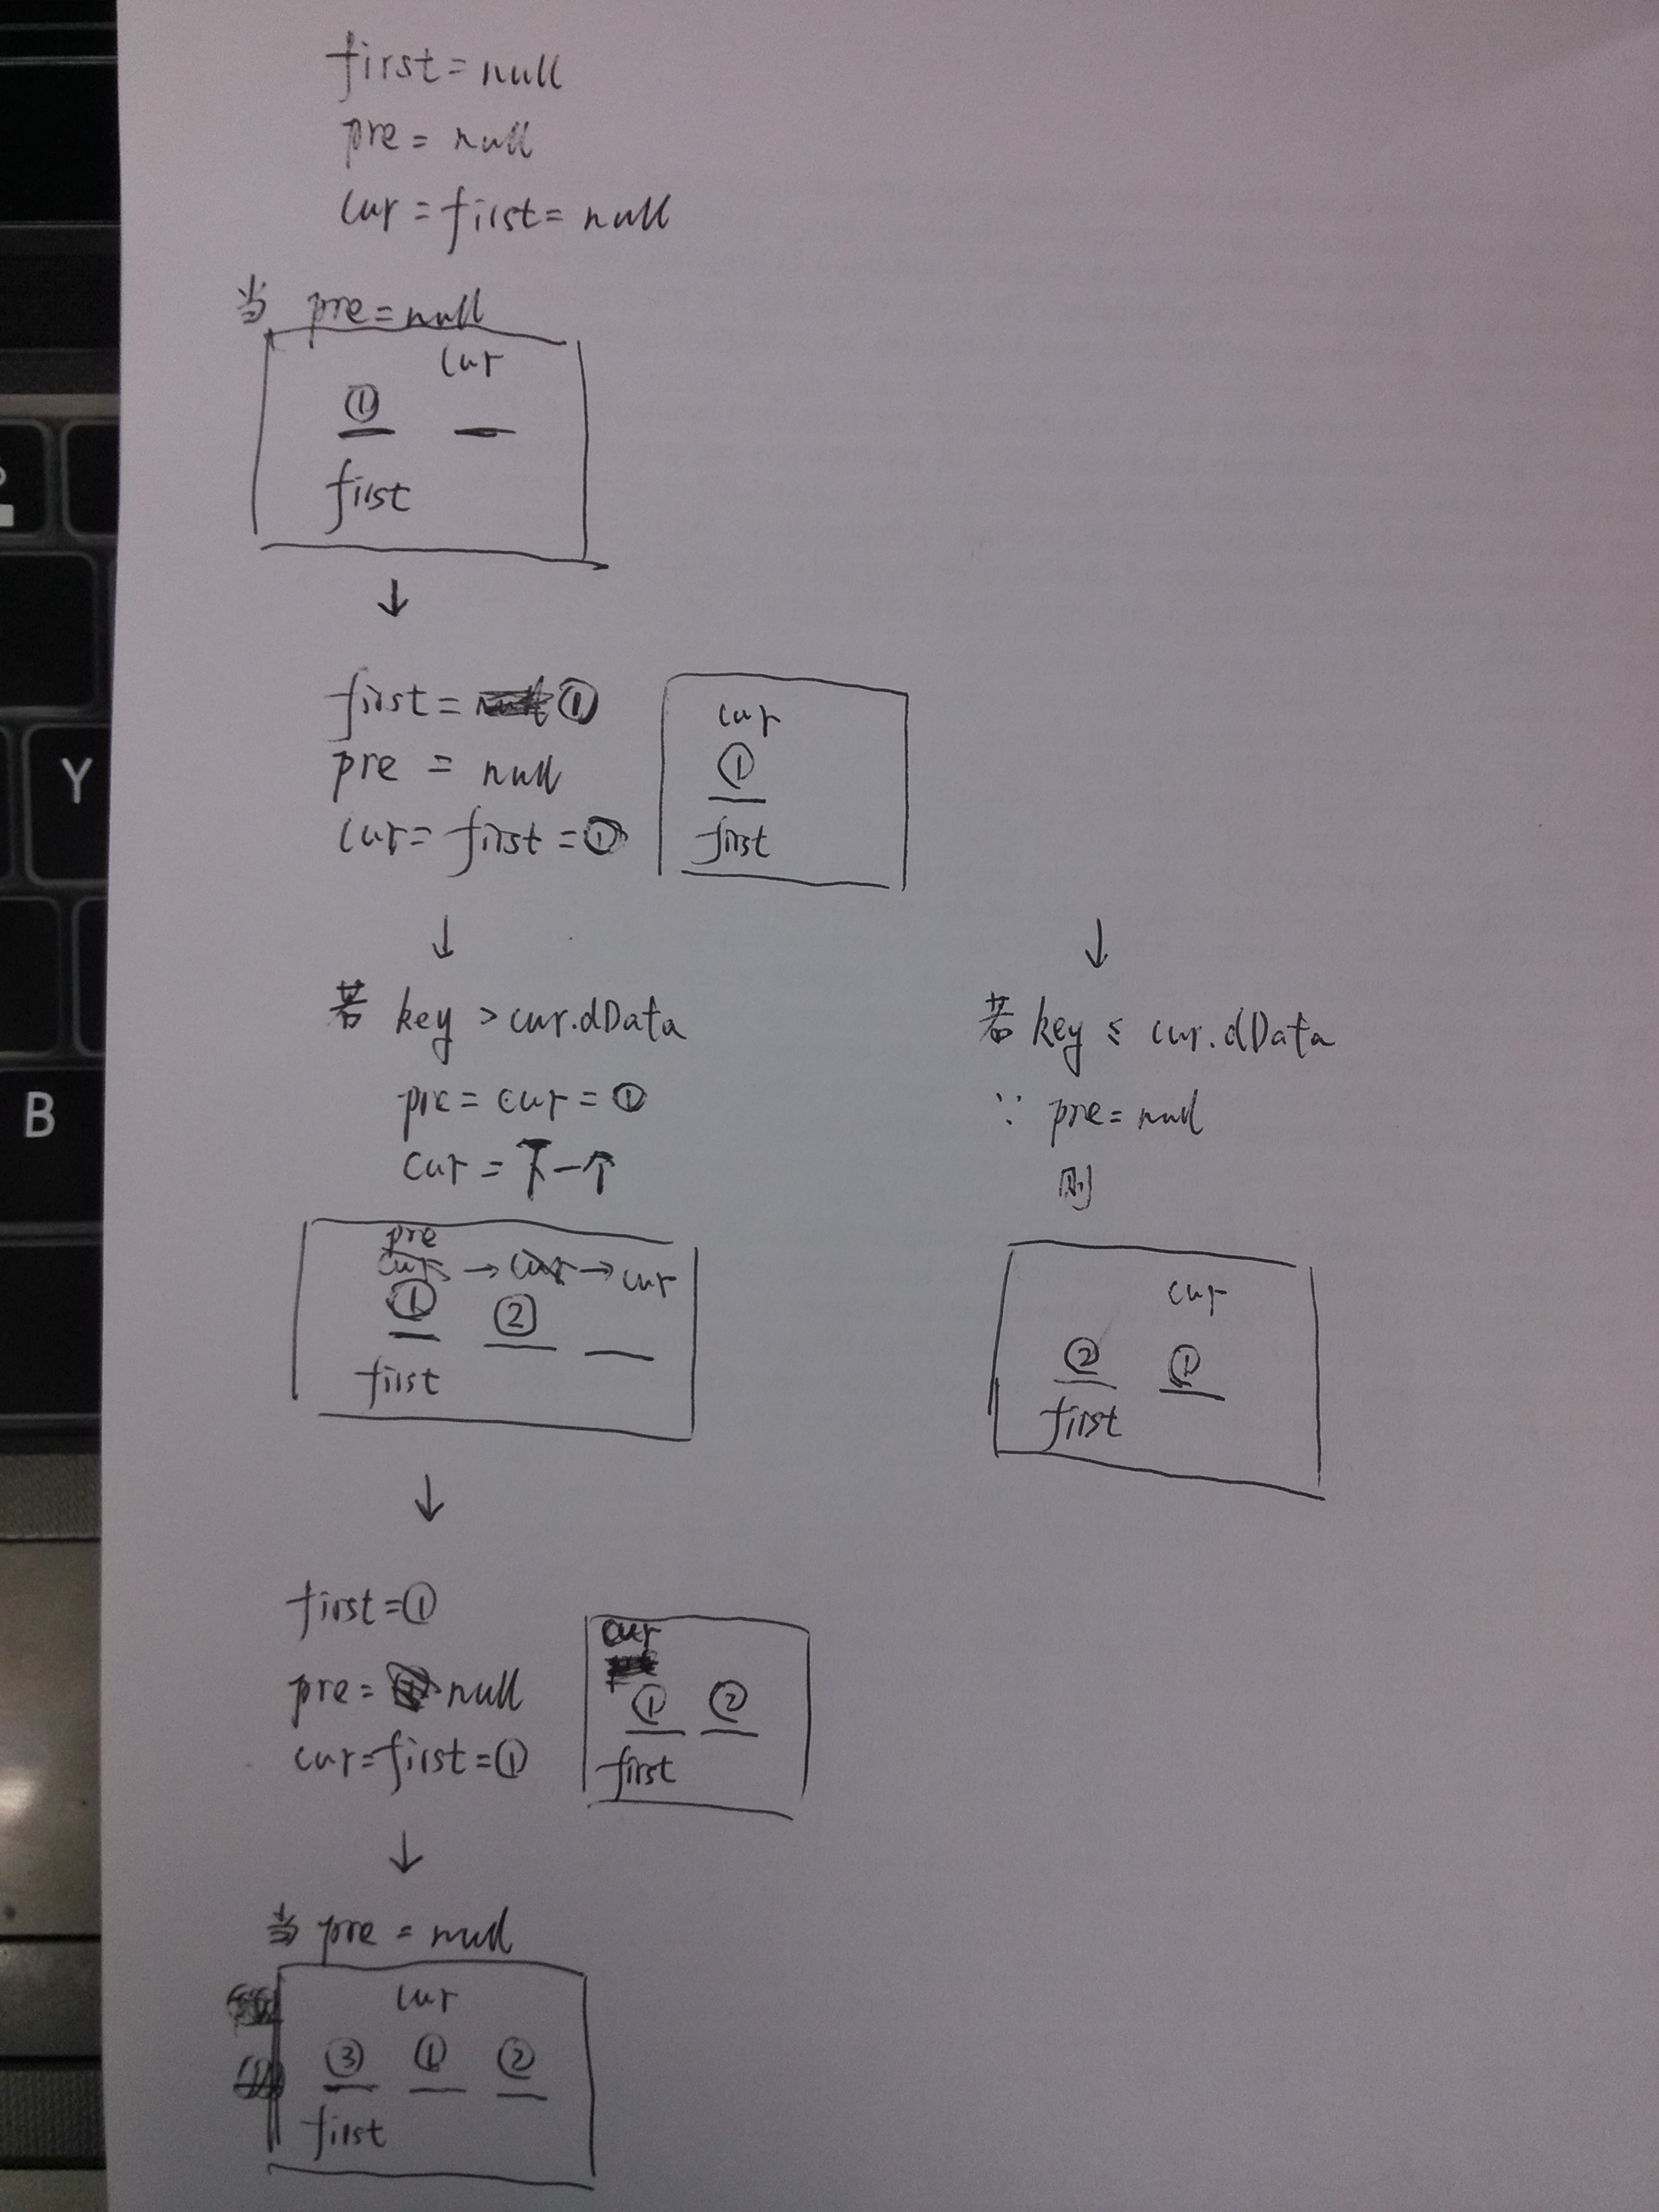 first = null
pre = null
cur = first = null
当 pre = null
cur
①
first
↓
first = ①
pre = null
cur = first = ①
cur
①
first
↓
若 key > cur.dData
pre = cur = ①
cur = 下一个
pre
cur → cur → cur
① ②
first
↓
若 key ≤ cur.dData
∵ pre = null
则
cur
② ①
first
↓
first = ①
pre = null
cur = first = ①
cur
① ②
first
↓
当 pre = null
cur
③ ① ②
first
Y
B